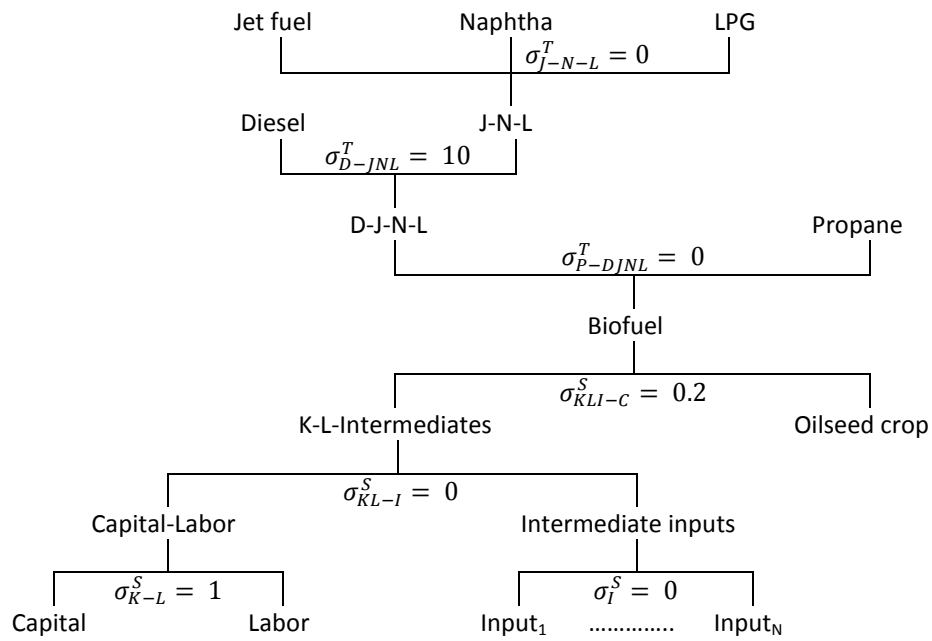 Jet fuel Naphtha LPG
σ^T_{J−N−L} = 0
Diesel J-N-L
σ^T_{D−JNL} = 10
D-J-N-L Propane
σ^T_{P−DJNL} = 0
Biofuel
σ^S_{KLI−C} = 0.2
K-L-Intermediates Oilseed crop
σ^S_{KL−I} = 0
Capital-Labor Intermediate inputs
σ^S_{K−L} = 1 σ^S_I = 0
Capital Labor Input₁ ………….. Input_N